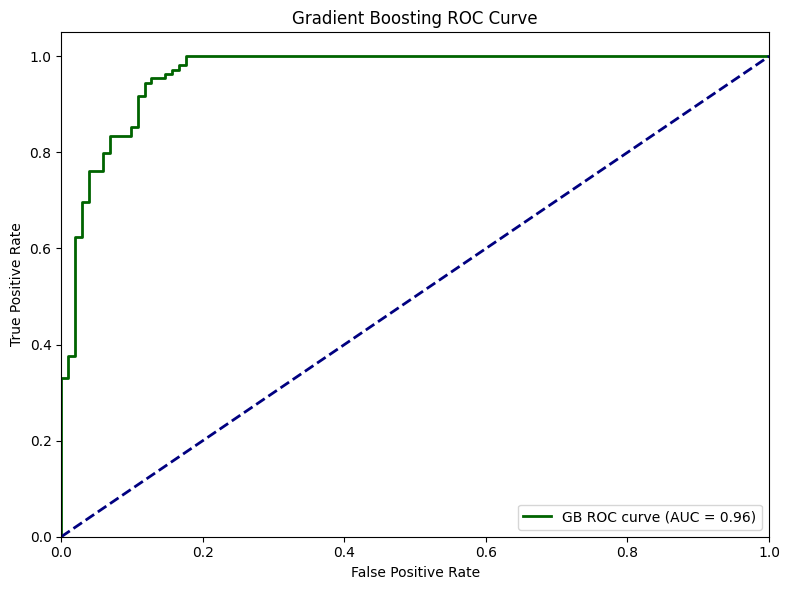 Gradient Boosting ROC Curve
True Positive Rate
1.0
0.8
0.6
0.4
0.2
0.0
0.0 0.2 0.4 0.6 0.8 1.0
False Positive Rate
GB ROC curve (AUC = 0.96)